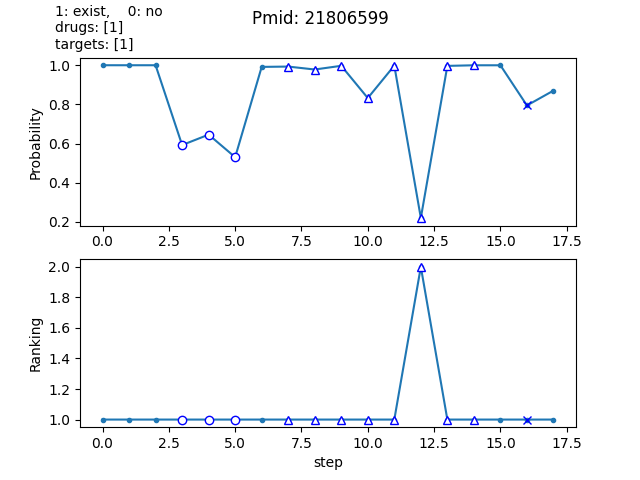 1: exist,    0: no
drugs: [1]
targets: [1]
Pmid: 21806599
Probability
1.0
0.8
0.6
0.4
0.2
0.0 2.5 5.0 7.5 10.0 12.5 15.0 17.5
Ranking
2.0
1.8
1.6
1.4
1.2
1.0
0.0 2.5 5.0 7.5 10.0 12.5 15.0 17.5
step